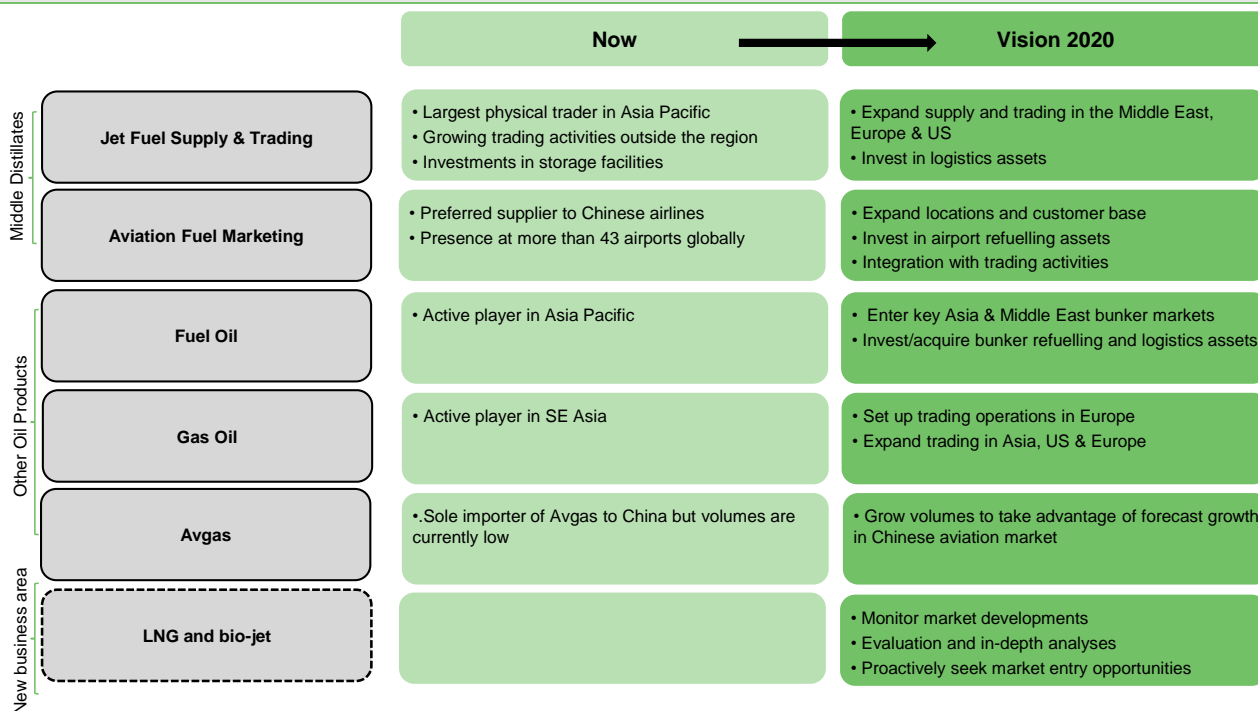 Now
Vision 2020
Middle Distillates
Jet Fuel Supply & Trading
• Largest physical trader in Asia Pacific
• Growing trading activities outside the region
• Investments in storage facilities
• Expand supply and trading in the Middle East,
Europe & US
• Invest in logistics assets
Aviation Fuel Marketing
• Preferred supplier to Chinese airlines
• Presence at more than 43 airports globally
• Expand locations and customer base
• Invest in airport refuelling assets
• Integration with trading activities
Other Oil Products
Fuel Oil
• Active player in Asia Pacific
• Enter key Asia & Middle East bunker markets
• Invest/acquire bunker refuelling and logistics assets
Gas Oil
• Active player in SE Asia
• Set up trading operations in Europe
• Expand trading in Asia, US & Europe
Avgas
•.Sole importer of Avgas to China but volumes are
currently low
• Grow volumes to take advantage of forecast growth
in Chinese aviation market
New business area
LNG and bio-jet
• Monitor market developments
• Evaluation and in-depth analyses
• Proactively seek market entry opportunities